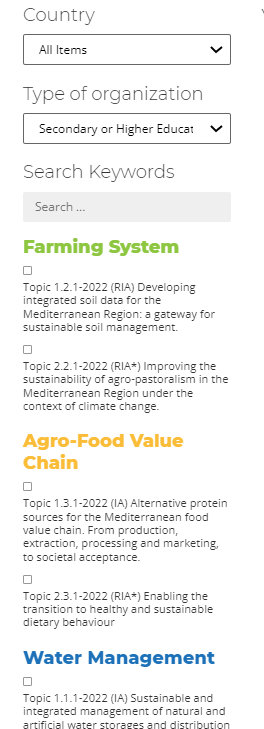 Country
All Items
Type of organization
Secondary or Higher Educat
Search Keywords
Search ...
Farming System
Topic 1.2.1-2022 (RIA) Developing
integrated soil data for the
Mediterranean Region: a gateway for
sustainable soil management.
Topic 2.2.1-2022 (RIA*) Improving the
sustainability of agro-pastoralism in the
Mediterranean Region under the
context of climate change.
Agro-Food Value
Chain
Topic 1.3.1-2022 (IA) Alternative protein
sources for the Mediterranean food
value chain. From production,
extraction, processing and marketing,
to societal acceptance.
Topic 2.3.1-2022 (RIA*) Enabling the
transition to healthy and sustainable
dietary behaviour
Water Management
Topic 1.1.1-2022 (IA) Sustainable and
integrated management of natural and
artificial water storages and distribution